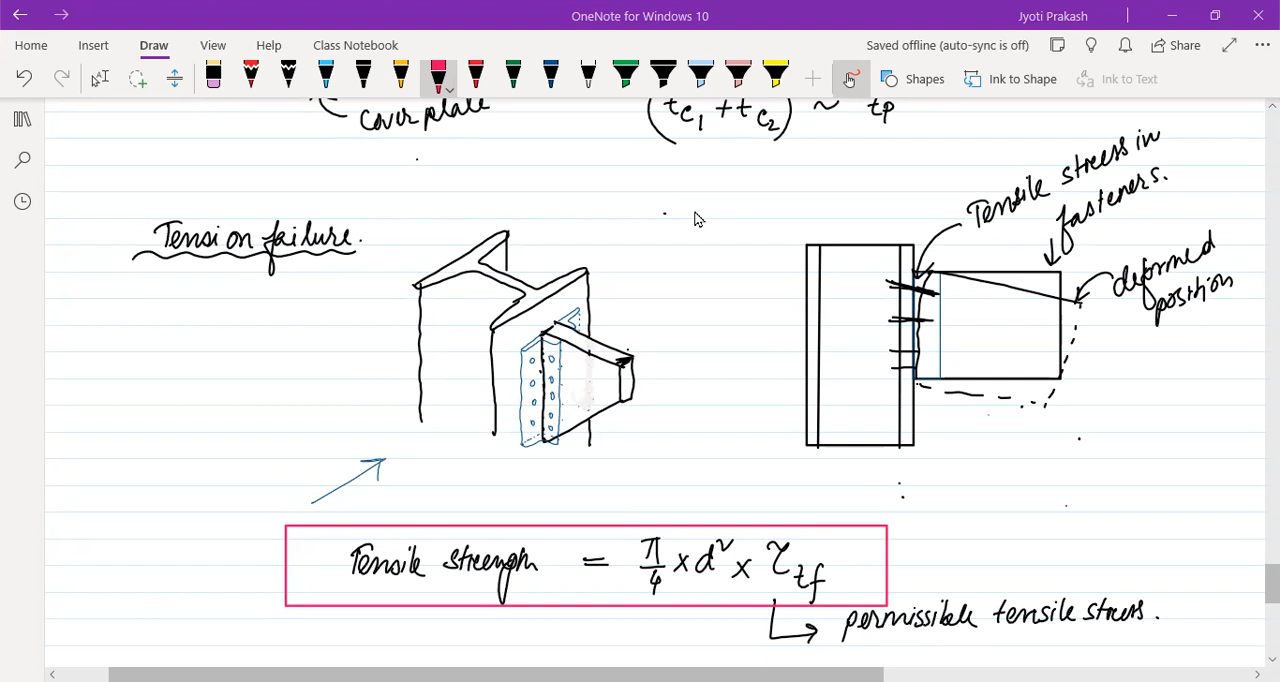 OneNote for Windows 10
Jyoti Prakash
Home Insert Draw View Help Class Notebook
Saved offline (auto-sync is off)
Share
Shapes
Ink to Shape
Ink to Text
Cover plate
(tc1 + tc2) ~ tp
Tension failure.
Tensile stress in
fasteners.
deformed
position
Tensile strength = π/4 × d² × τtf
permissible tensile stress.